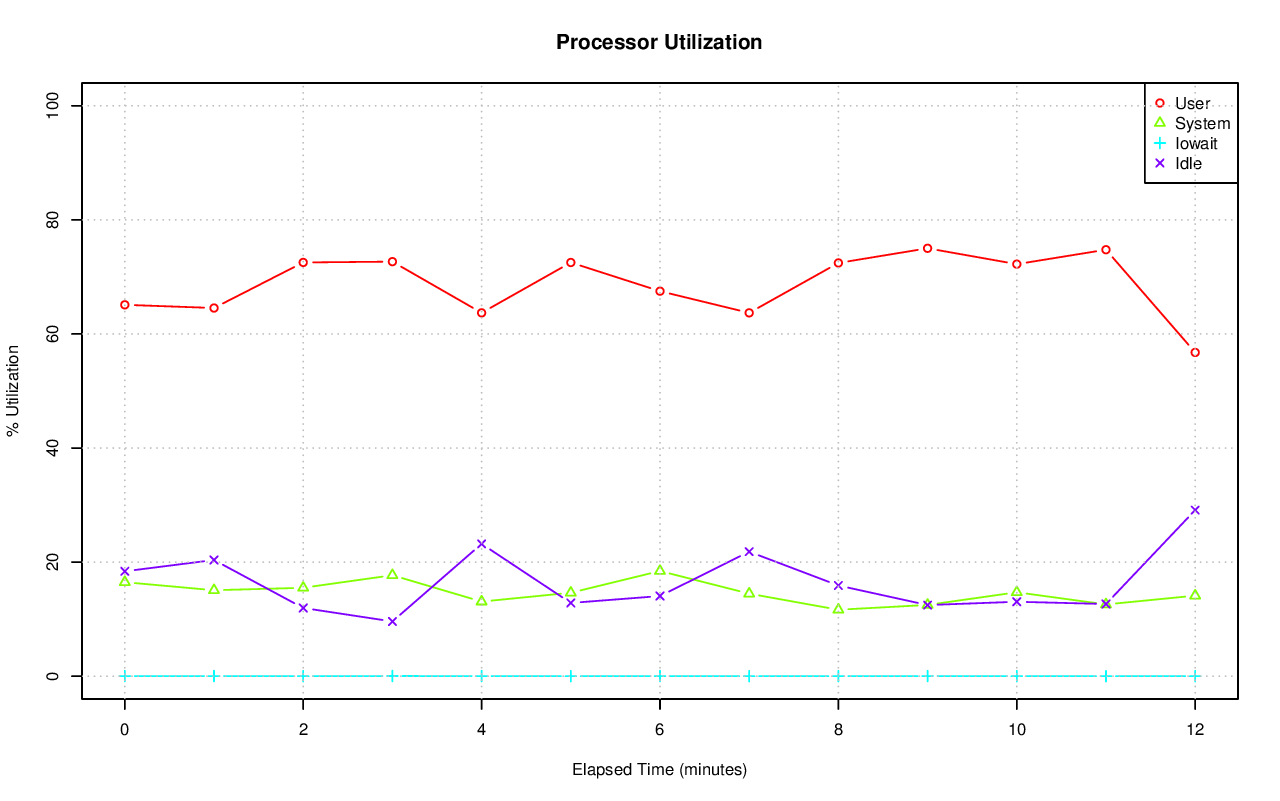 Processor Utilization
User
System
Iowait
Idle
100
80
60
40
20
0
% Utilization
0 2 4 6 8 10 12
Elapsed Time (minutes)